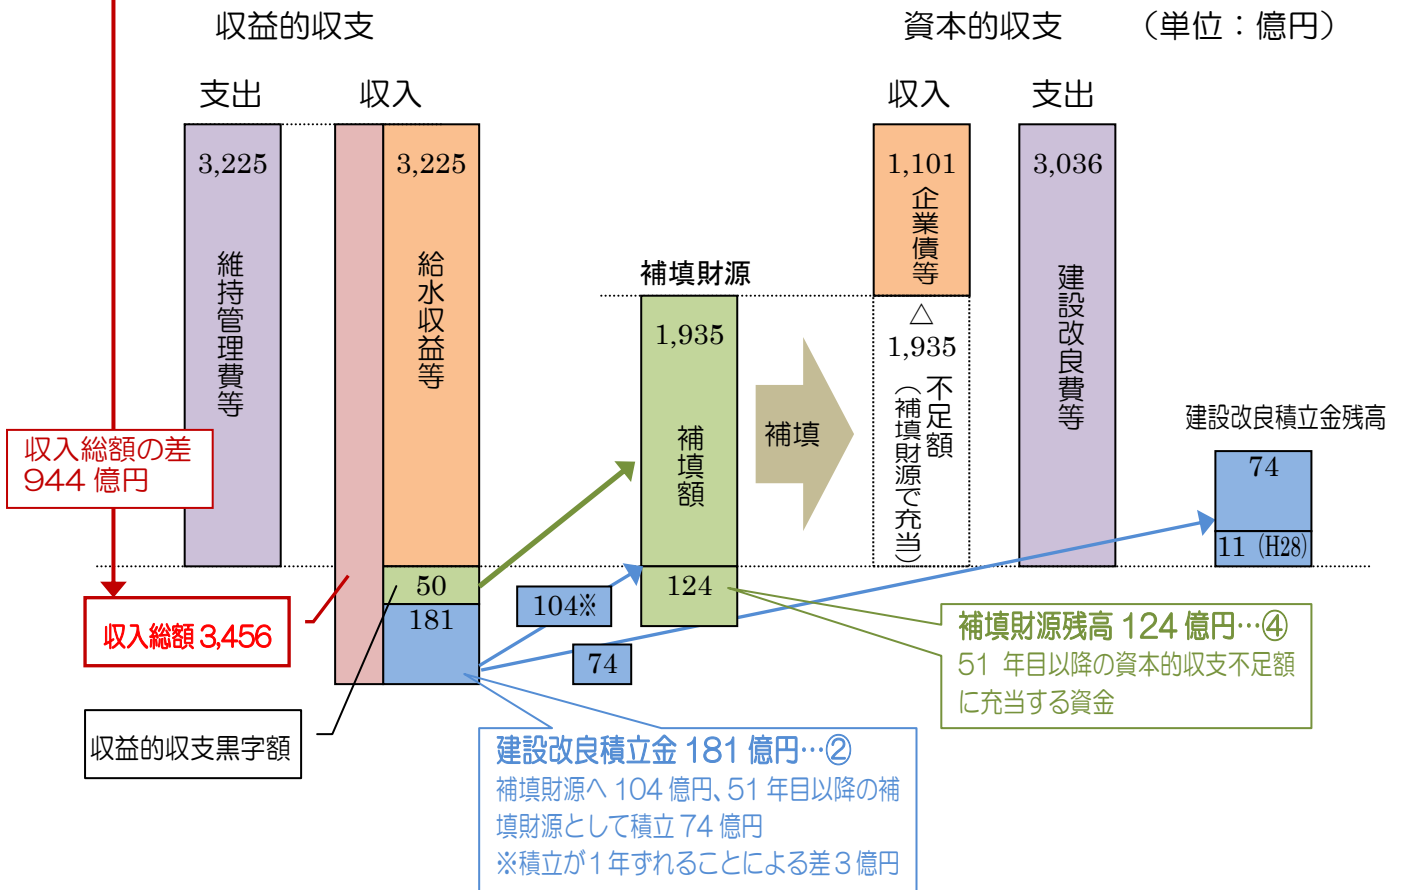 収益的収支
資本的収支
（単位：億円）
支出
収入
収入
支出
3,225
維持管理費等
3,225
給水収益等
補填財源
1,935
補填額
補填
1,101
企業債等
△
1,935
不足額
（補填財源で充当）
3,036
建設改良費等
建設改良積立金残高
74
11 (H28)
収入総額の差
944 億円
収入総額 3,456
50
181
104※
74
124
収益的収支黒字額
補填財源残高 124 億円…④
51 年目以降の資本的収支不足額
に充当する資金
建設改良積立金 181 億円…②
補填財源へ 104 億円、51 年目以降の補
填財源として積立 74 億円
※積立が１年ずれることによる差３億円